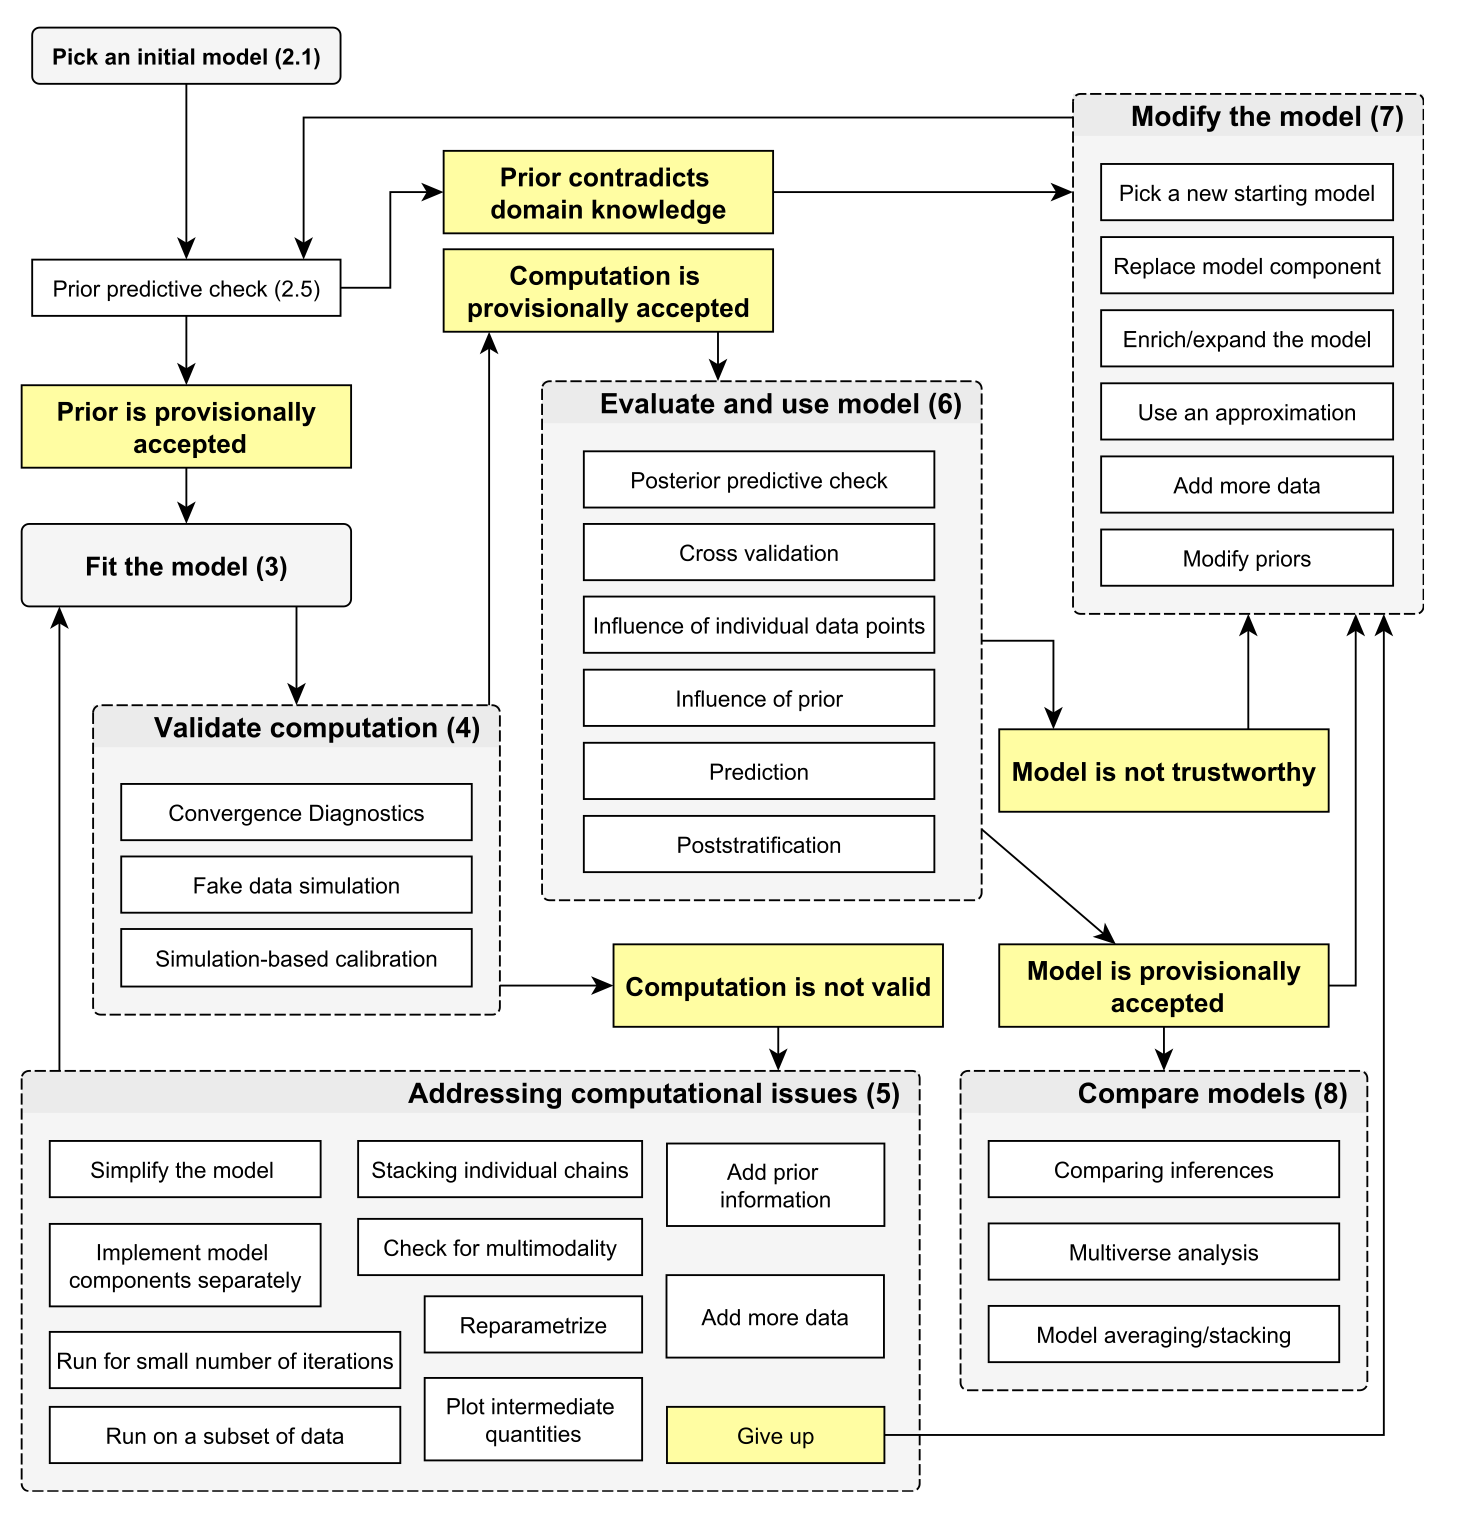 Pick an initial model (2.1)
Prior predictive check (2.5)
Prior is provisionally
accepted
Fit the model (3)
Prior contradicts
domain knowledge
Computation is
provisionally accepted
Modify the model (7)
Pick a new starting model
Replace model component
Enrich/expand the model
Use an approximation
Add more data
Modify priors
Evaluate and use model (6)
Posterior predictive check
Cross validation
Influence of individual data points
Influence of prior
Prediction
Poststratification
Validate computation (4)
Convergence Diagnostics
Fake data simulation
Simulation-based calibration
Model is not trustworthy
Computation is not valid
Model is provisionally
accepted
Addressing computational issues (5)
Simplify the model
Implement model
components separately
Run for small number of iterations
Run on a subset of data
Stacking individual chains
Check for multimodality
Reparametrize
Plot intermediate
quantities
Add prior
information
Add more data
Give up
Compare models (8)
Comparing inferences
Multiverse analysis
Model averaging/stacking